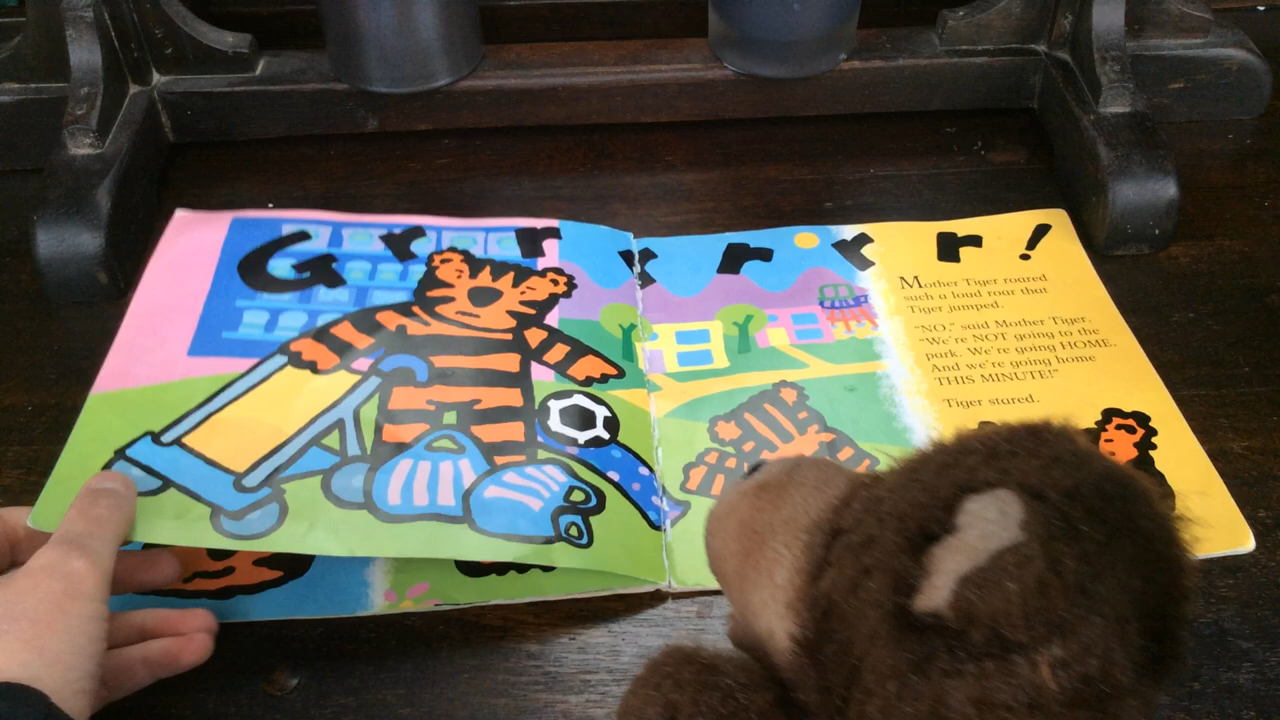 Grrrrrr!
Mother Tiger roared
such a loud roar that
Tiger jumped.
"NO," said Mother Tiger.
"We're NOT going to the
park. We're going HOME.
And we're going home
THIS MINUTE!"
Tiger stared.